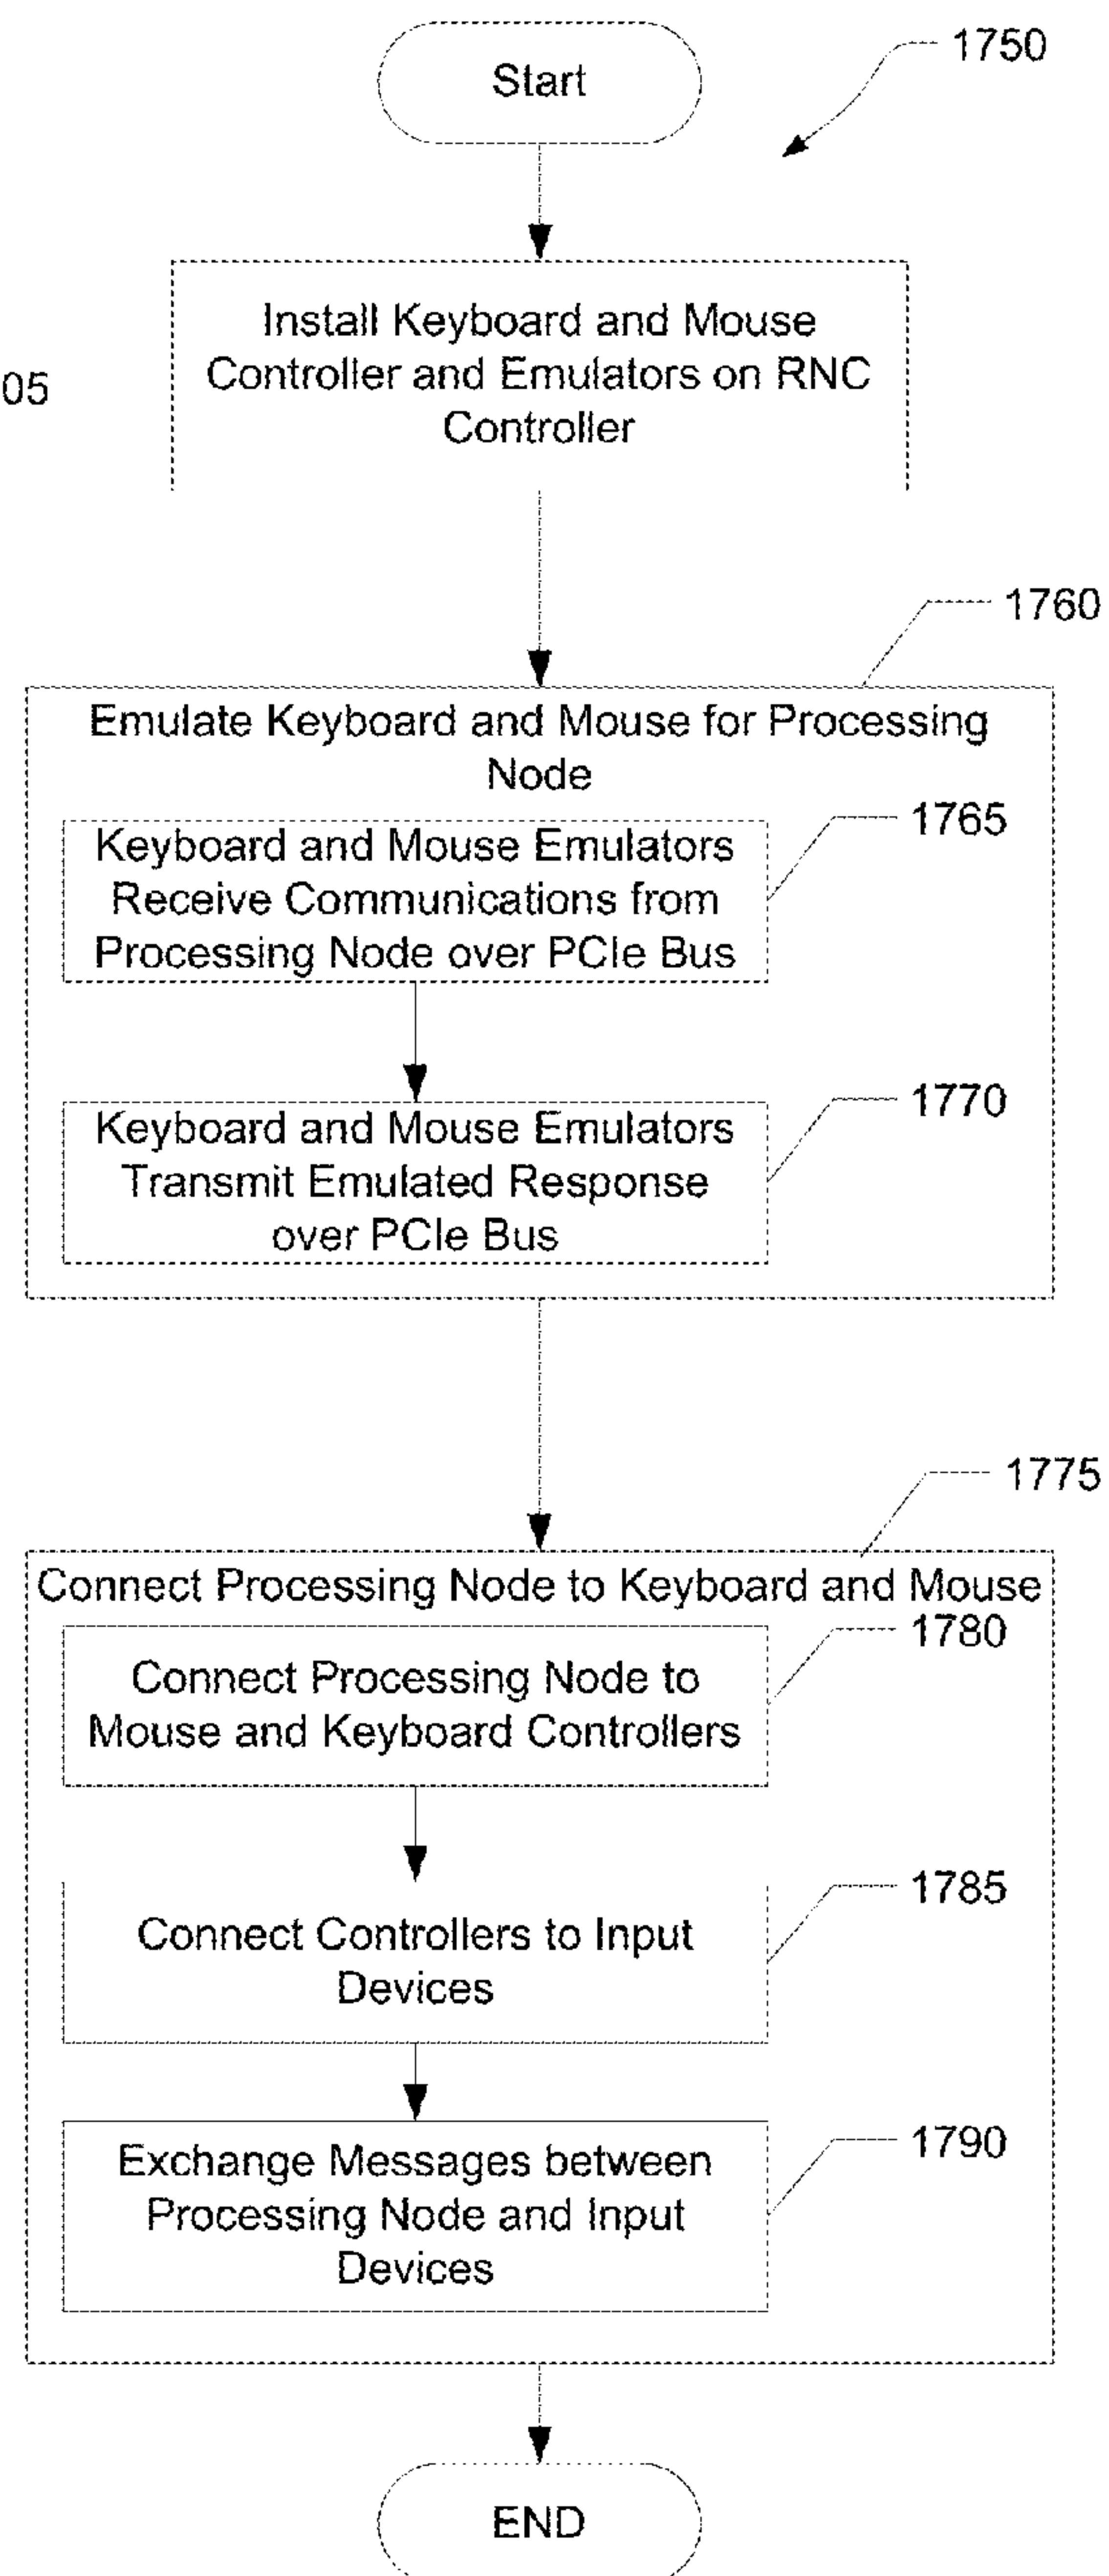 Start
1750
Install Keyboard and Mouse
Controller and Emulators on RNC
Controller
05
1760
Emulate Keyboard and Mouse for Processing
Node
1765
Keyboard and Mouse Emulators
Receive Communications from
Processing Node over PCIe Bus
1770
Keyboard and Mouse Emulators
Transmit Emulated Response
over PCIe Bus
1775
Connect Processing Node to Keyboard and Mouse
1780
Connect Processing Node to
Mouse and Keyboard Controllers
1785
Connect Controllers to Input
Devices
1790
Exchange Messages between
Processing Node and Input
Devices
END